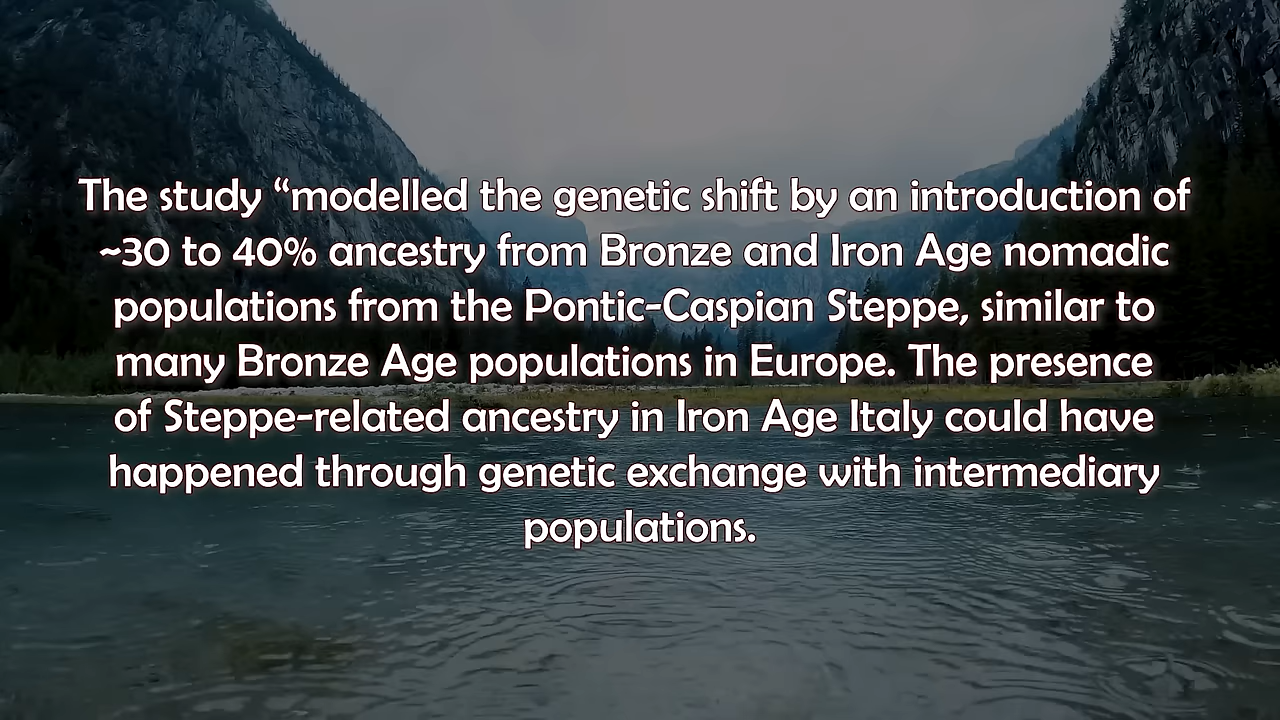 The study “modelled the genetic shift by an introduction of
~30 to 40% ancestry from Bronze and Iron Age nomadic
populations from the Pontic-Caspian Steppe, similar to
many Bronze Age populations in Europe. The presence
of Steppe-related ancestry in Iron Age Italy could have
happened through genetic exchange with intermediary
populations.